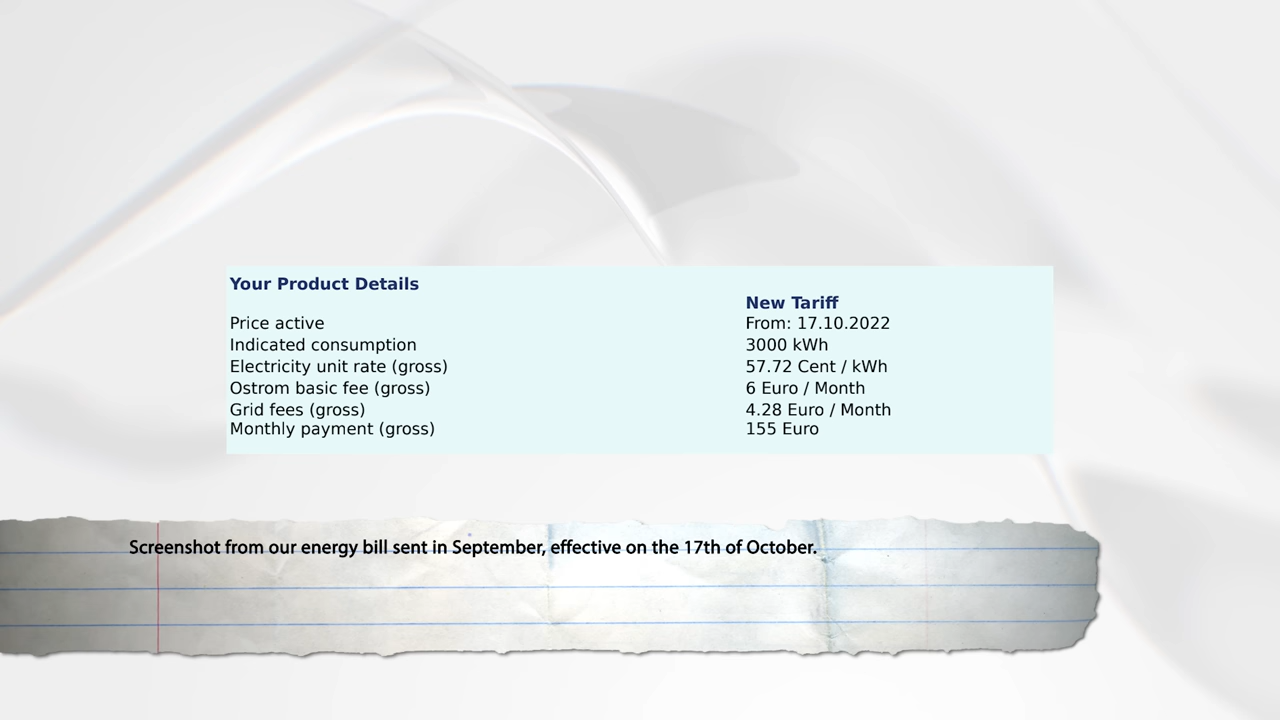 Your Product Details
New Tariff
Price active From: 17.10.2022
Indicated consumption 3000 kWh
Electricity unit rate (gross) 57.72 Cent / kWh
Ostrom basic fee (gross) 6 Euro / Month
Grid fees (gross) 4.28 Euro / Month
Monthly payment (gross) 155 Euro
Screenshot from our energy bill sent in September, effective on the 17th of October.